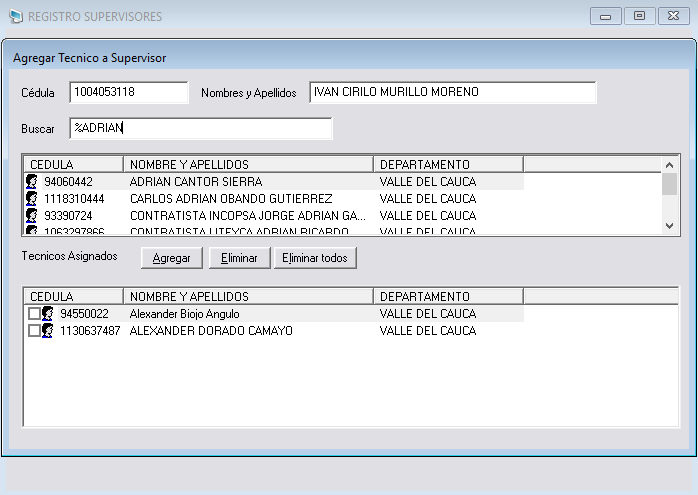 REGISTRO SUPERVISORES
Agregar Tecnico a Supervisor
Cédula 1004053118 Nombres y Apellidos IVAN CIRILO MURILLO MORENO
Buscar %ADRIAN
CEDULA NOMBRE Y APELLIDOS DEPARTAMENTO
94060442 ADRIAN CANTOR SIERRA VALLE DEL CAUCA
1118310444 CARLOS ADRIAN OBANDO GUTIERREZ VALLE DEL CAUCA
93390724 CONTRATISTA INCOPSA JORGE ADRIAN GA... VALLE DEL CAUCA
1063297866 CONTRATISTA LITEYCA ADRIAN RICARDO VALLE DEL CAUCA
Tecnicos Asignados Agregar Eliminar Eliminar todos
CEDULA NOMBRE Y APELLIDOS DEPARTAMENTO
94550022 Alexander Biojo Angulo VALLE DEL CAUCA
1130637487 ALEXANDER DORADO CAMAYO VALLE DEL CAUCA